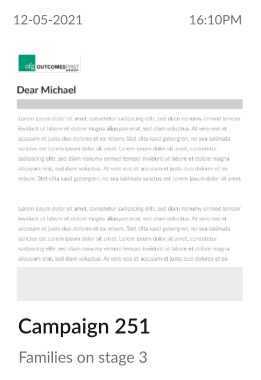 12-05-2021 16:10PM
ofg OUTCOMESFIRST
GROUP
Dear Michael
Lorem ipsum dolor sit amet, consetetur sadipscing elitr, sed diam nonumy eirmod tempor
invidunt ut labore et dolore magna aliquyam erat, sed diam voluptua. At vero eos et
accusam et justo duo dolores et ea rebum. Stet clita kasd gubergren, no sea takimata
sanctus est Lorem ipsum dolor sit amet. Lorem ipsum dolor sit amet, consetetur
sadipscing elitr, sed diam nonumy eirmod tempor invidunt ut labore et dolore magna
aliquyam erat, sed diam voluptua. At vero eos et accusam et justo duo dolores et ea
rebum. Stet clita kasd gubergren, no sea takimata sanctus est Lorem ipsum dolor sit amet.
Lorem ipsum dolor sit amet, consetetur sadipscing elitr, sed diam nonumy eirmod tempor
invidunt ut labore et dolore magna aliquyam erat, sed diam voluptua. At vero eos et
accusam et justo duo dolores et ea rebum. Stet clita kasd gubergren, no sea takimata
sanctus est Lorem ipsum dolor sit amet. Lorem ipsum dolor sit amet, consetetur
sadipscing elitr, sed diam nonumy eirmod tempor invidunt ut labore et dolore magna
aliquyam erat, sed diam voluptua. At vero eos et accusam et justo duo dolores et ea
Campaign 251
Families on stage 3